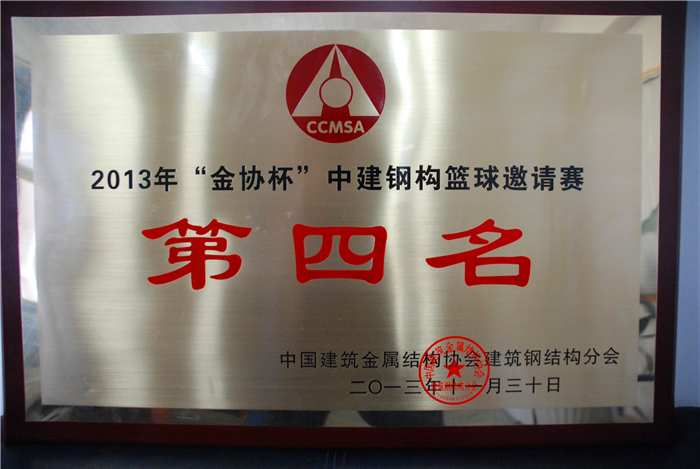 CCMSA
2013年“金协杯”中建钢构篮球邀请赛
第四名
中国建筑金属结构协会建筑钢结构分会
二〇一三年十一月三十日